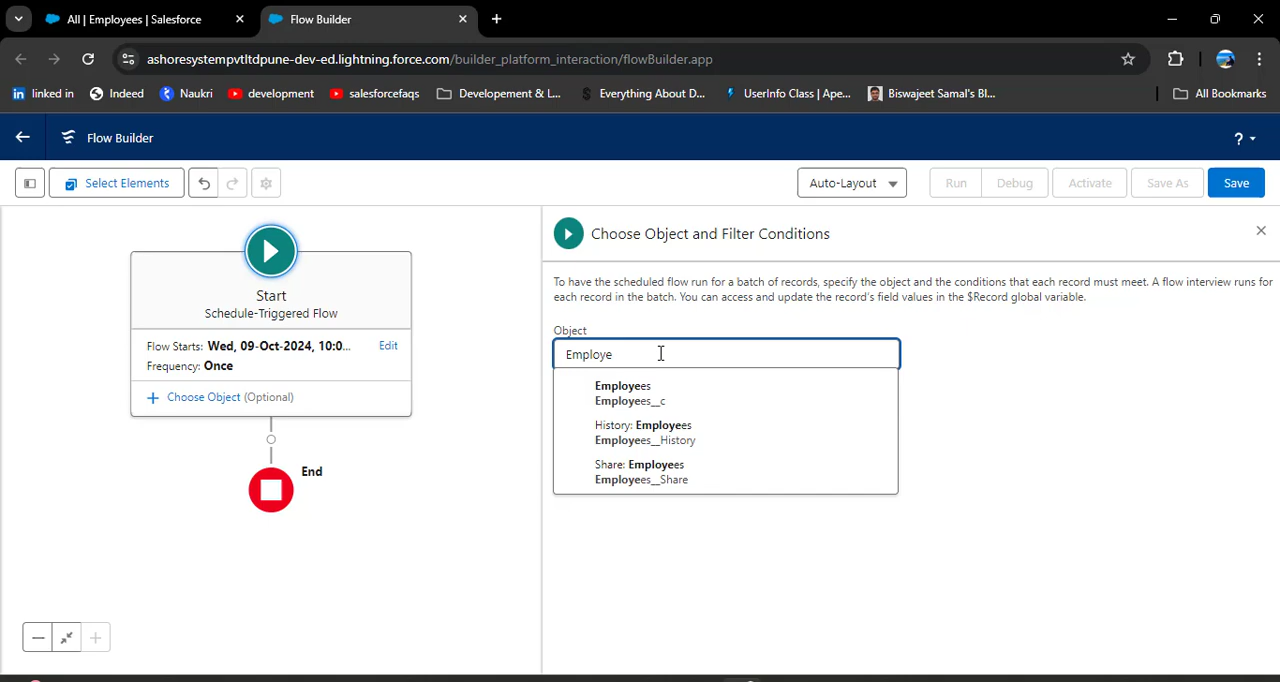 All | Employees | Salesforce
Flow Builder
ashoresystempvtltdpune-dev-ed.lightning.force.com/builder_platform_interaction/flowBuilder.app
linked in
Indeed
Naukri
development
salesforcefaqs
Developement & L...
Everything About D...
UserInfo Class | Ape...
Biswajeet Samal's Bl...
All Bookmarks
Flow Builder
?
Select Elements
Auto-Layout
Run
Debug
Activate
Save As
Save
Start
Schedule-Triggered Flow
Flow Starts: Wed, 09-Oct-2024, 10:0...
Edit
Frequency: Once
+ Choose Object (Optional)
End
Choose Object and Filter Conditions
To have the scheduled flow run for a batch of records, specify the object and the conditions that each record must meet. A flow interview runs for
each record in the batch. You can access and update the record's field values in the $Record global variable.
Object
Employe
Employees
Employees__c
History: Employees
Employees__History
Share: Employees
Employees__Share